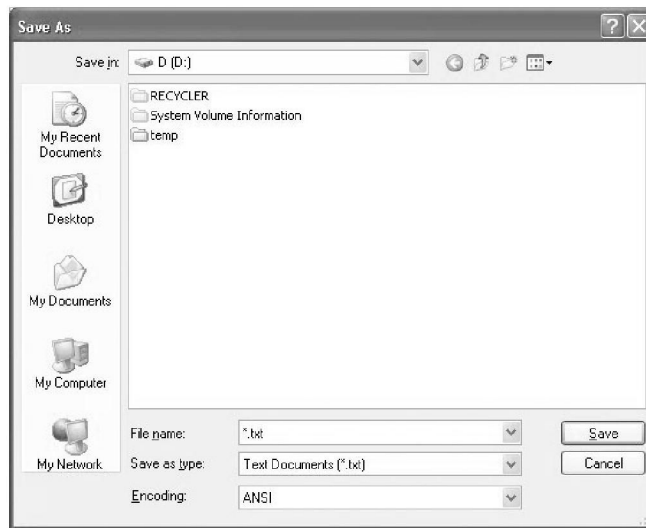 Save As
Save in: D (D:)
RECYCLER
System Volume Information
temp
My Recent
Documents
Desktop
My Documents
My Computer
My Network
File name: *.txt
Save as type: Text Documents (*.txt)
Encoding: ANSI
Save
Cancel